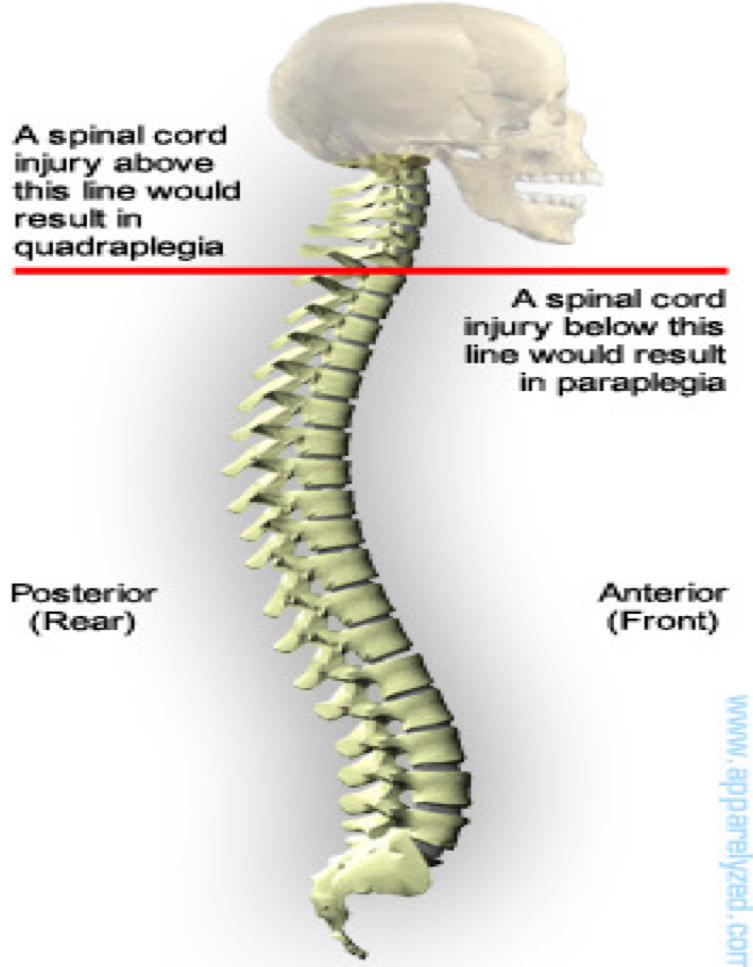 A spinal cord
injury above
this line would
result in
quadraplegia
A spinal cord
injury below this
line would result
in paraplegia
Posterior
(Rear)
Anterior
(Front)
www.apparelyzed.com